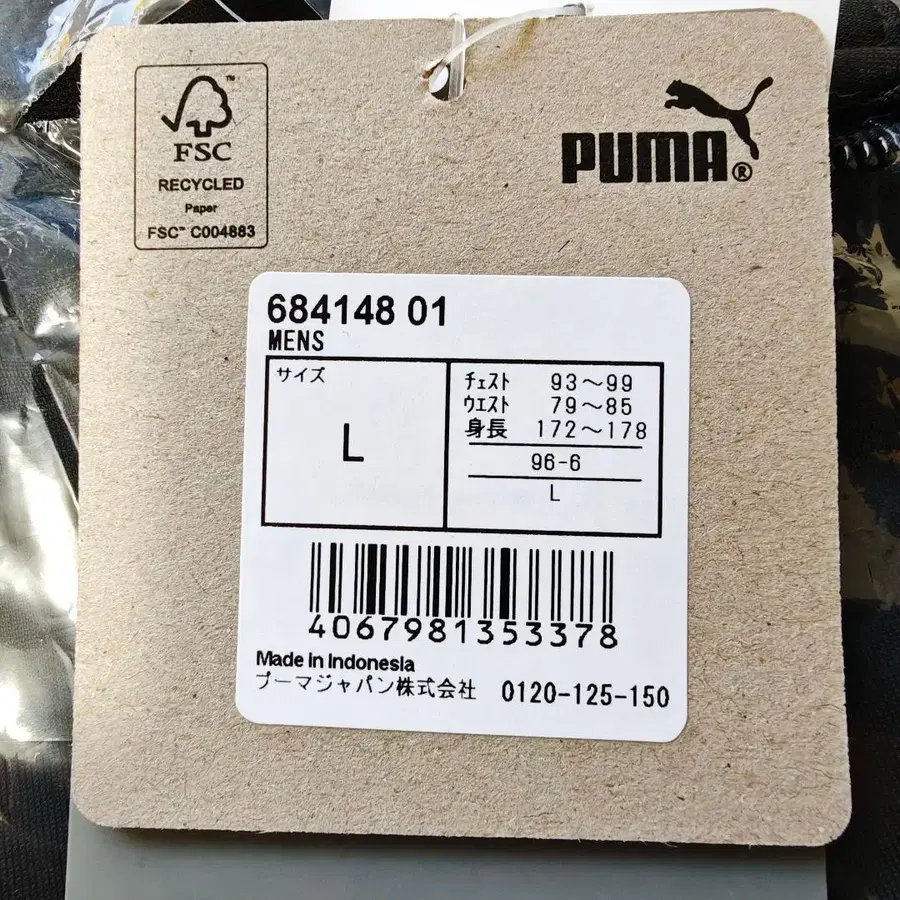 FSC™
RECYCLED
Paper
FSC™ C004883
PUMA®
684148 01
MENS
サイズ
L
ﾁｪｽﾄ 93～99
ｳｴｽﾄ 79～85
身長 172～178
96-6
L
4067981353378
Made in Indonesia
プーマジャパン株式会社 0120-125-150